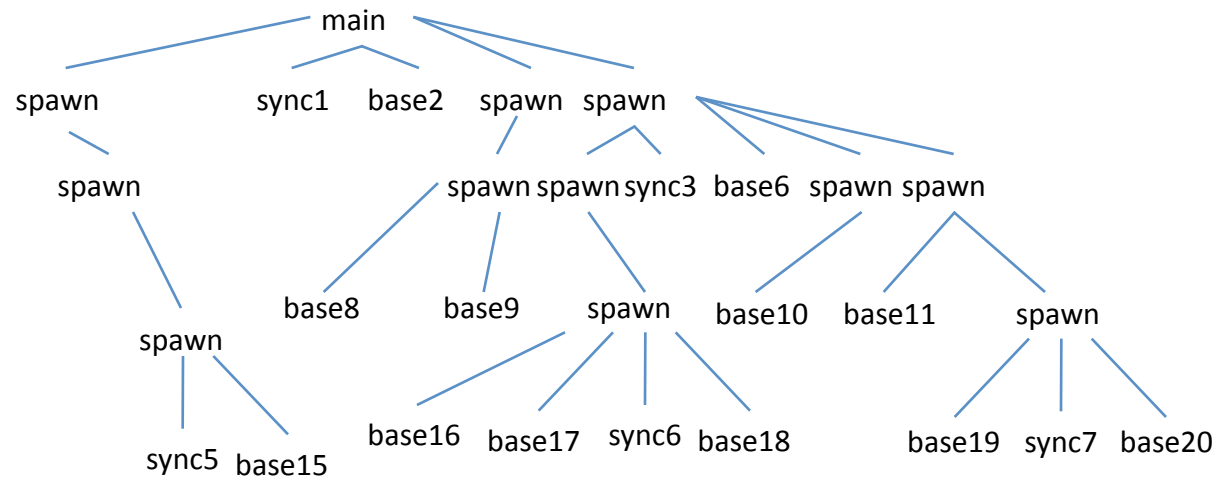 main
spawn sync1 base2 spawn spawn
spawn spawn spawn sync3 base6 spawn spawn
base8 base9 spawn base10 base11 spawn
spawn
base16 base17 sync6 base18 base19 sync7 base20
sync5 base15